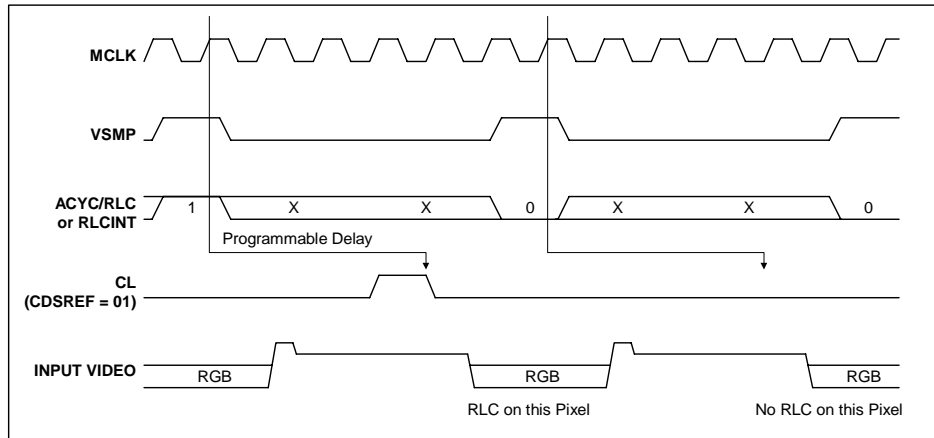 MCLK
VSMP
ACYC/RLC
or RLCINT
1 X X 0 X X 0
Programmable Delay
CL
(CDSREF = 01)
INPUT VIDEO
RGB RGB RGB
RLC on this Pixel No RLC on this Pixel